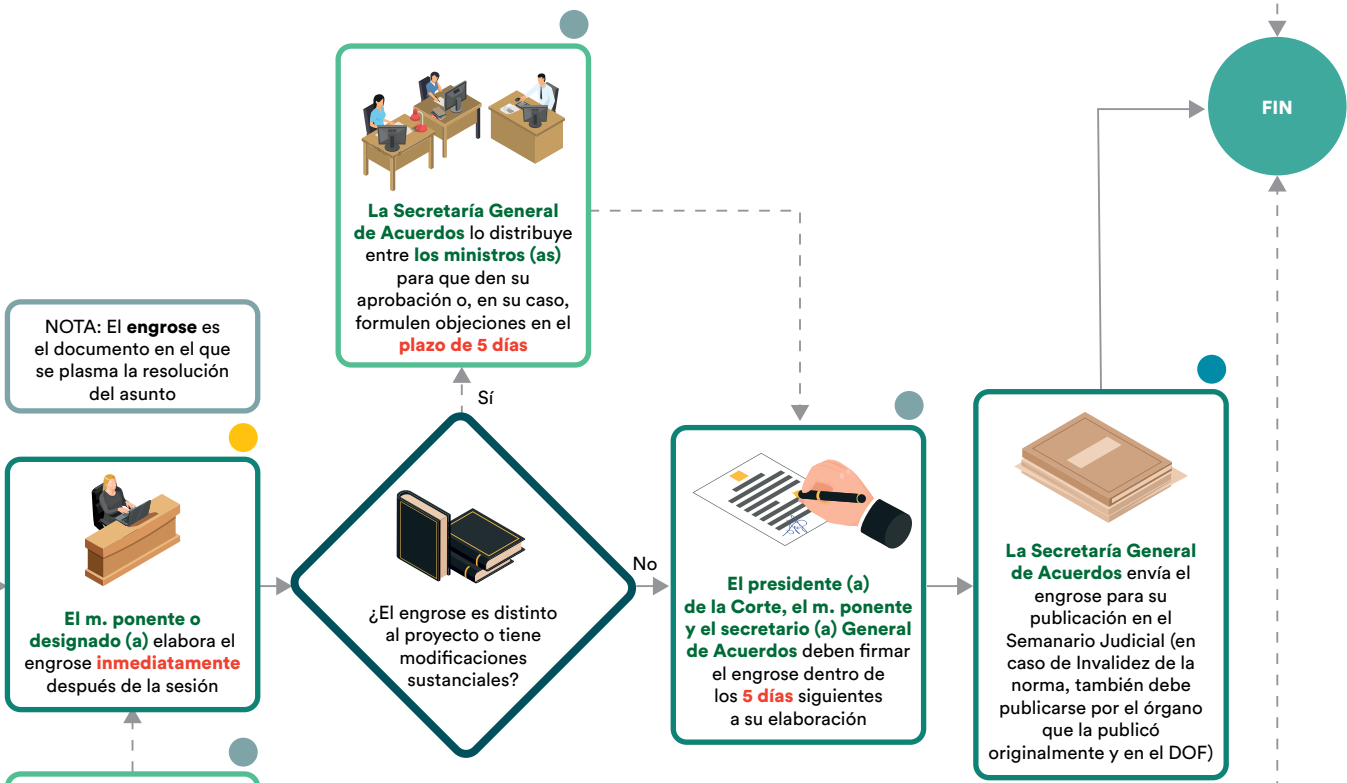 FIN
La Secretaría General
de Acuerdos lo distribuye
entre los ministros (as)
para que den su
aprobación o, en su caso,
formulen objeciones en el
plazo de 5 días
NOTA: El engrose es
el documento en el que
se plasma la resolución
del asunto
Sí
El m. ponente o
designado (a) elabora el
engrose inmediatamente
después de la sesión
¿El engrose es distinto
al proyecto o tiene
modificaciones
sustanciales?
No
El presidente (a)
de la Corte, el m. ponente
y el secretario (a) General
de Acuerdos deben firmar
el engrose dentro de
los 5 días siguientes
a su elaboración
La Secretaría General
de Acuerdos envía el
engrose para su
publicación en el
Semanario Judicial (en
caso de Invalidez de la
norma, también debe
publicarse por el órgano
que la publicó
originalmente y en el DOF)